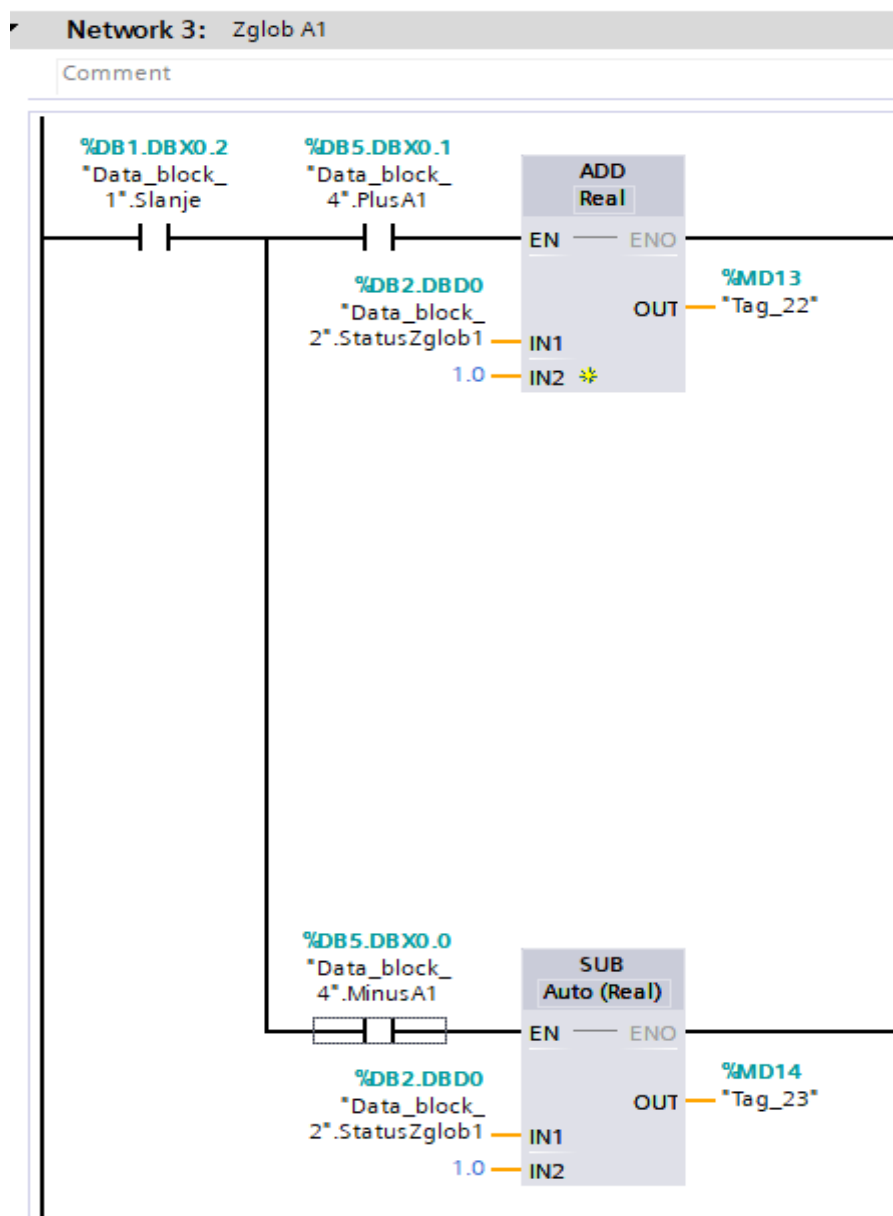 Network 3: Zglob A1
Comment
%DB1.DBX0.2
"Data_block_
1".Slanje
%DB5.DBX0.1
"Data_block_
4".PlusA1
ADD
Real
EN
ENO
%DB2.DBD0
"Data_block_
2".StatusZglob1
IN1
1.0
IN2
OUT
%MD13
"Tag_22"
%DB5.DBX0.0
"Data_block_
4".MinusA1
SUB
Auto (Real)
EN
ENO
%DB2.DBD0
"Data_block_
2".StatusZglob1
IN1
1.0
IN2
OUT
%MD14
"Tag_23"